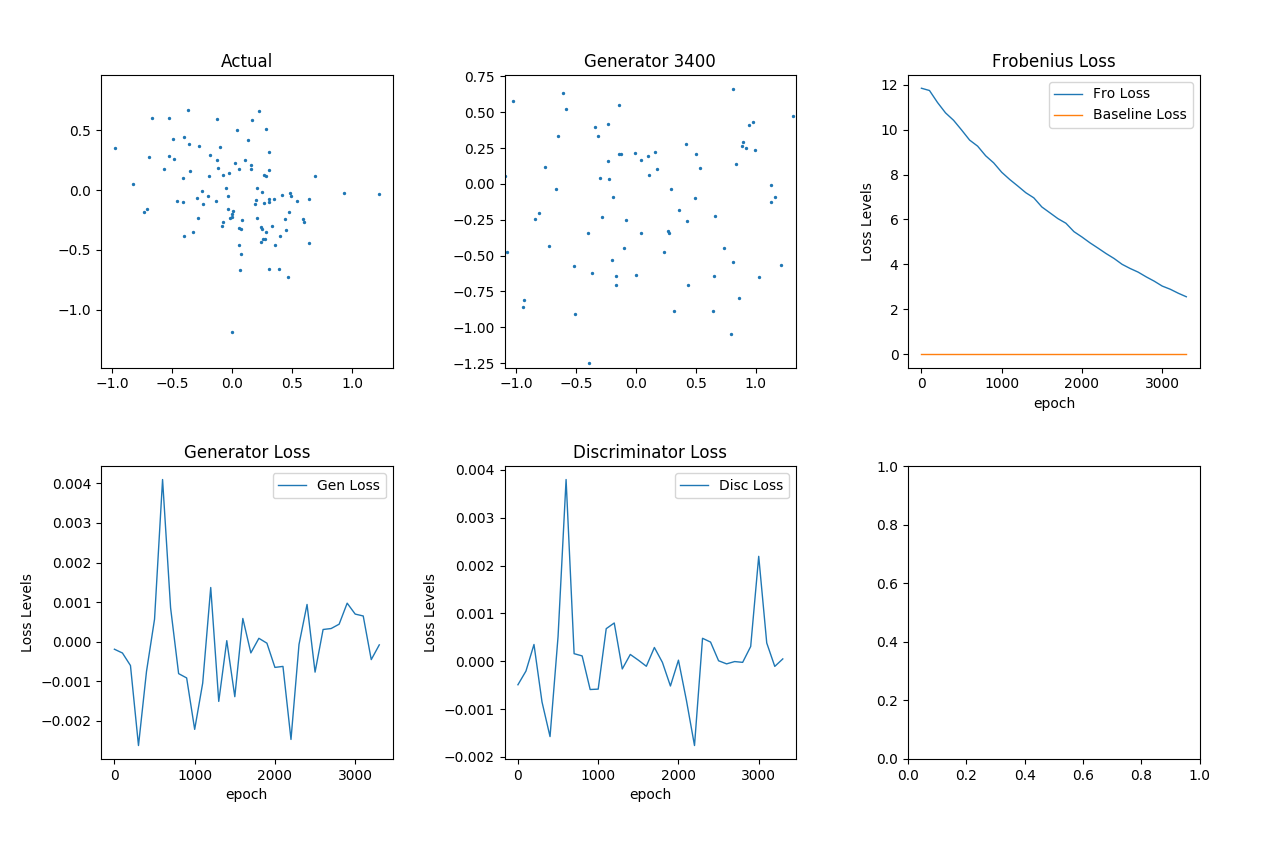 Actual
0.5
0.0
−0.5
−1.0
−1.0 −0.5 0.0 0.5 1.0
Generator 3400
0.75
0.50
0.25
0.00
−0.25
−0.50
−0.75
−1.00
−1.25
−1.0 −0.5 0.0 0.5 1.0
Frobenius Loss
Fro Loss
Baseline Loss
Loss Levels
12
10
8
6
4
2
0
0 1000 2000 3000
epoch
Generator Loss
Gen Loss
Loss Levels
0.004
0.003
0.002
0.001
0.000
−0.001
−0.002
0 1000 2000 3000
epoch
Discriminator Loss
Disc Loss
Loss Levels
0.004
0.003
0.002
0.001
0.000
−0.001
−0.002
0 1000 2000 3000
epoch
1.0
0.8
0.6
0.4
0.2
0.0
0.0 0.2 0.4 0.6 0.8 1.0